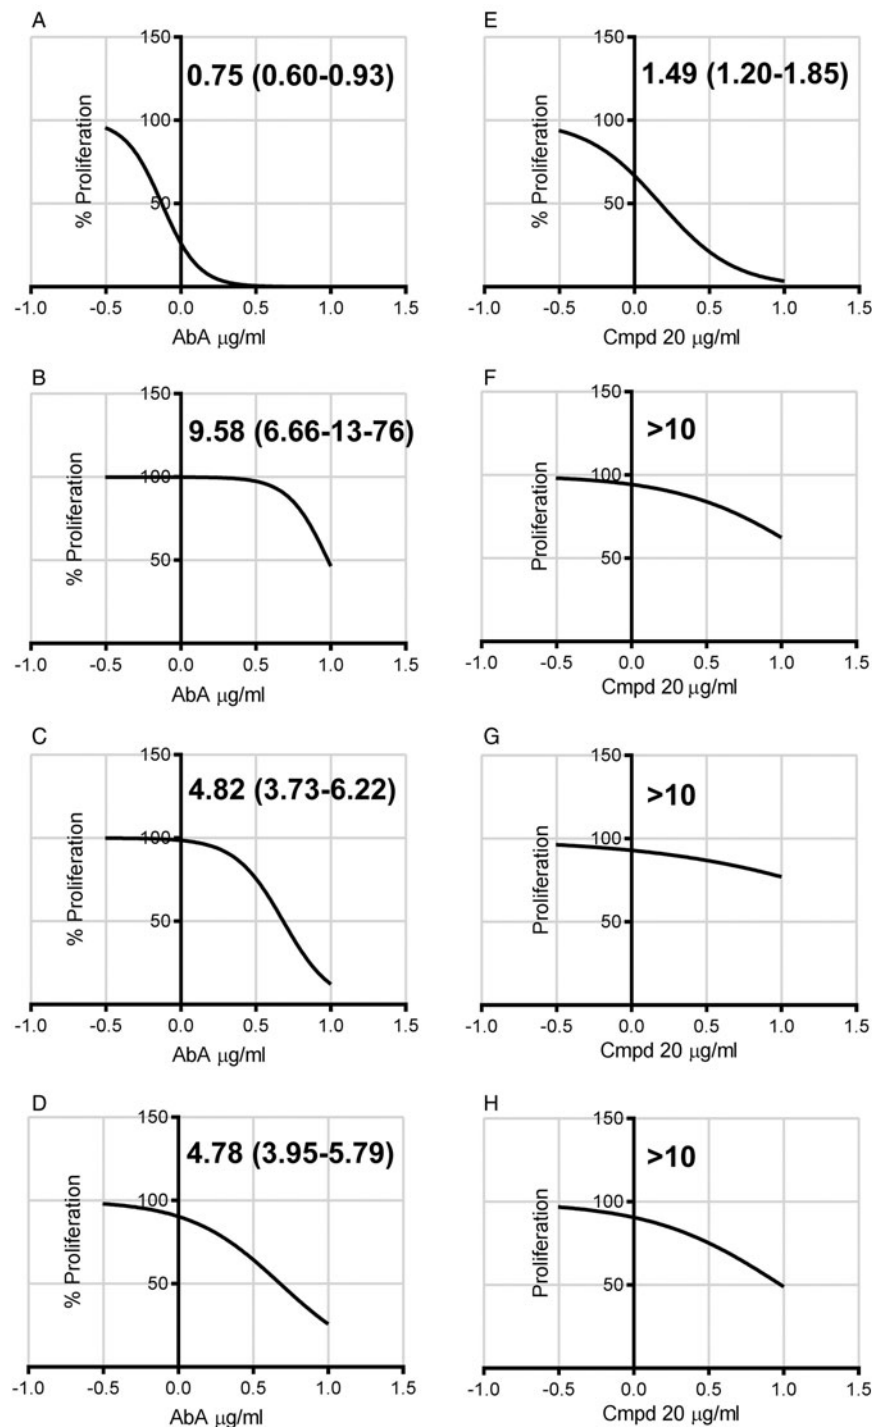 A
150
0.75 (0.60-0.93)
100
50
% Proliferation
-1.0 -0.5 0.0 0.5 1.0 1.5
AbA µg/ml
E
150
1.49 (1.20-1.85)
100
50
% Proliferation
-1.0 -0.5 0.0 0.5 1.0 1.5
Cmpd 20 µg/ml
B
150
9.58 (6.66-13-76)
100
50
% Proliferation
-1.0 -0.5 0.0 0.5 1.0 1.5
AbA µg/ml
F
150
>10
100
50
Proliferation
-1.0 -0.5 0.0 0.5 1.0 1.5
Cmpd 20 µg/ml
C
150
4.82 (3.73-6.22)
100
50
% Proliferation
-1.0 -0.5 0.0 0.5 1.0 1.5
AbA µg/ml
G
150
>10
100
50
Proliferation
-1.0 -0.5 0.0 0.5 1.0 1.5
Cmpd 20 µg/ml
D
150
4.78 (3.95-5.79)
100
50
% Proliferation
-1.0 -0.5 0.0 0.5 1.0 1.5
AbA µg/ml
H
150
>10
100
50
Proliferation
-1.0 -0.5 0.0 0.5 1.0 1.5
Cmpd 20 µg/ml